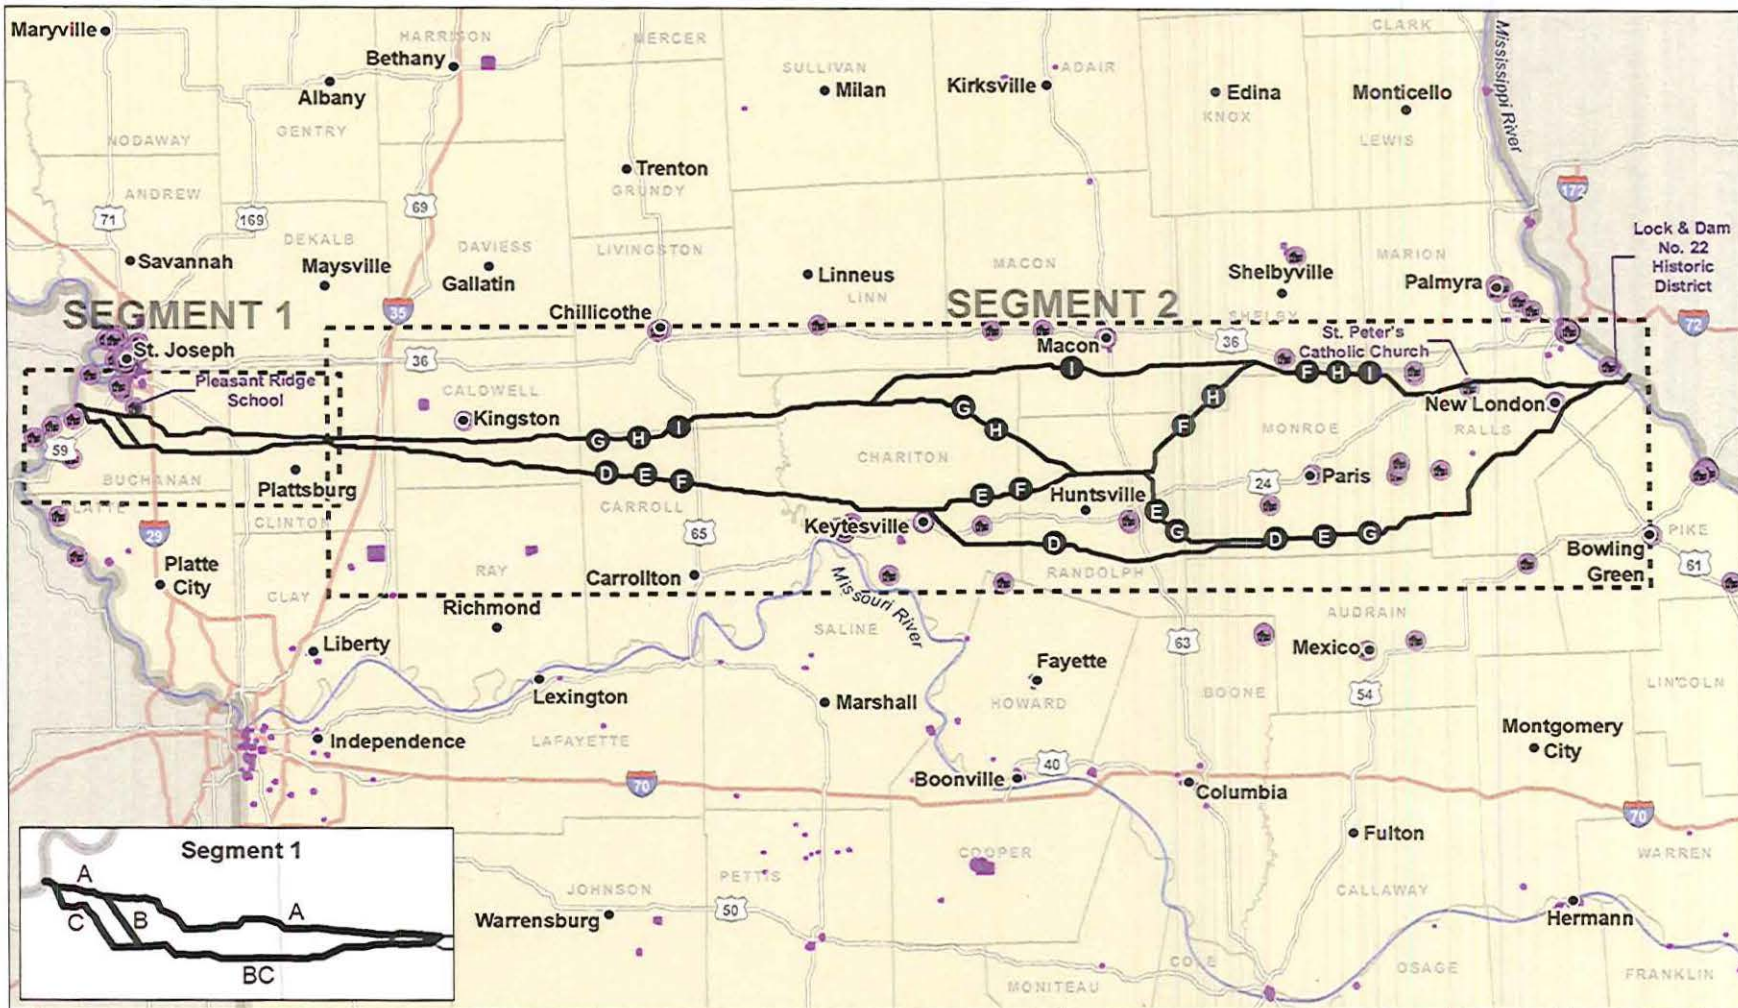 Maryville
HARRISON
MERCER
CLARK
Bethany
SULLIVAN
Milan
Kirksville
ADAIR
Edina
KNOX
Monticello
LEWIS
Mississippi River
Albany
GENTRY
NODAWAY
Trenton
GRUNDY
ANDREW
172
71
169
69
DEKALB
DAVIESS
LIVINGSTON
Savannah
Maysville
Gallatin
Linneus
LINN
MACON
Shelbyville
MARION
Palmyra
Lock & Dam
No. 22
Historic
District
SEGMENT 1
SEGMENT 2
35
Chillicothe
SHELBY
72
St. Joseph
36
Macon
36
St. Peter's
Catholic Church
Pleasant Ridge
School
CALDWELL
I
F H I
Kingston
G H I
G
H
H
F
New London
MONROE
RALLS
59
BUCHANAN
Plattsburg
D E F
CARROLL
CHARITON
E F
Huntsville
24
Paris
PLATTE
CLINTON
29
65
Keytesville
D
E
G
D E G
PIKE
Bowling
Green
61
Platte
City
RAY
Carrollton
RANDOLPH
CLAY
Richmond
Missouri River
AUDRAIN
Liberty
SALINE
63
Mexico
Fayette
HOWARD
BOONE
54
LINCOLN
Lexington
Marshall
Independence
LAFAYETTE
Montgomery
City
70
Boonville
40
Columbia
70
Fulton
Segment 1
A
A
B
C
BC
COOPER
WARREN
JOHNSON
PETTIS
CALLAWAY
Warrensburg
50
Hermann
COLE
OSAGE
MONITEAU
FRANKLIN